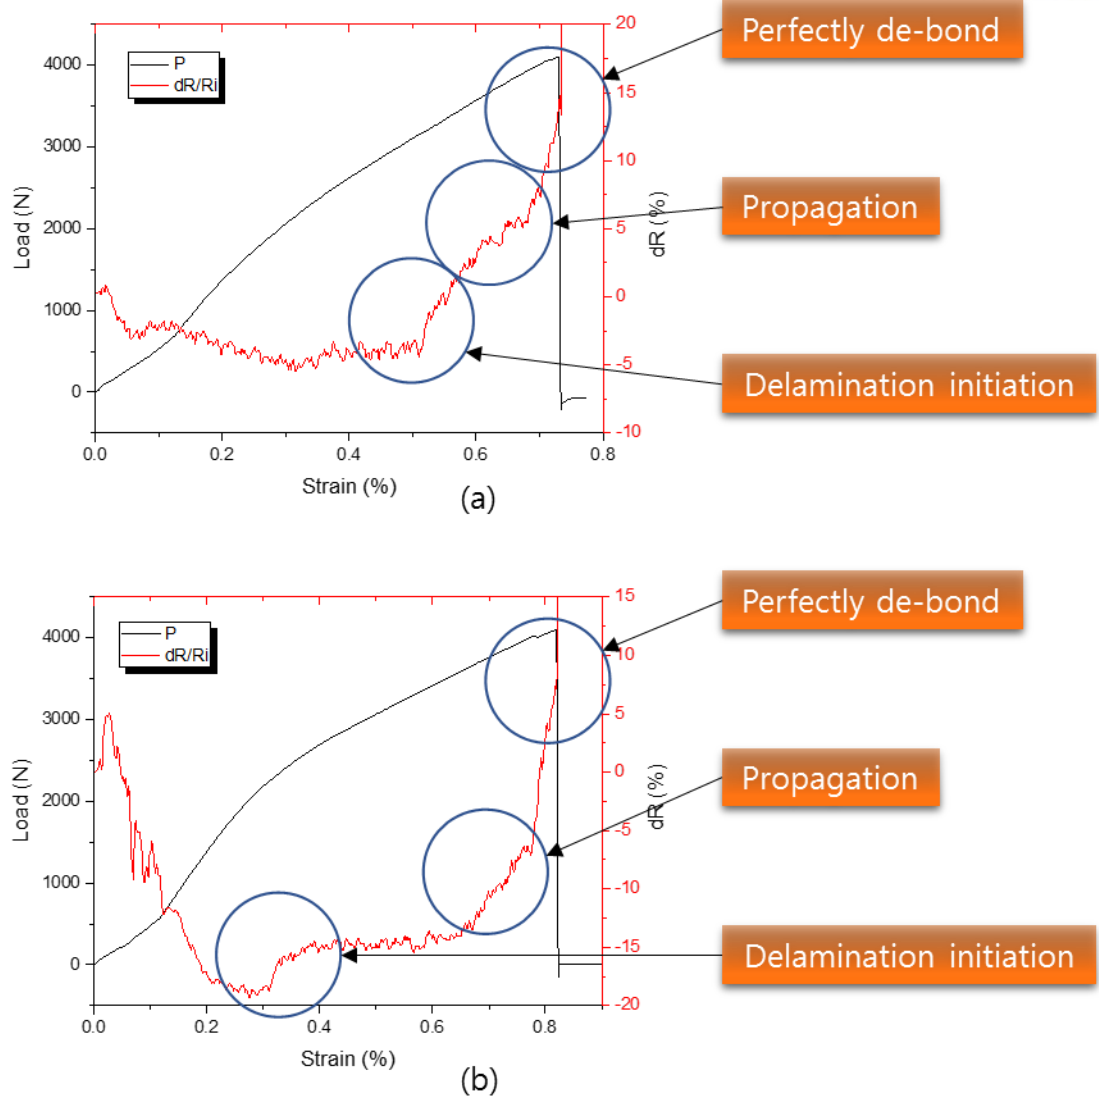 Perfectly de-bond
20
P
dR/Ri
4000
15
3000
10
Propagation
Load (N)
2000
5
dR (%)
0
1000
-5
Delamination initiation
0
-10
0.0 0.2 0.4 0.6 0.8
Strain (%)
(a)
Perfectly de-bond
15
P
dR/Ri
4000
10
3000
5
Propagation
Load (N)
0
dR (%)
2000
-5
1000
-10
-15
Delamination initiation
0
-20
0.0 0.2 0.4 0.6 0.8
Strain (%)
(b)